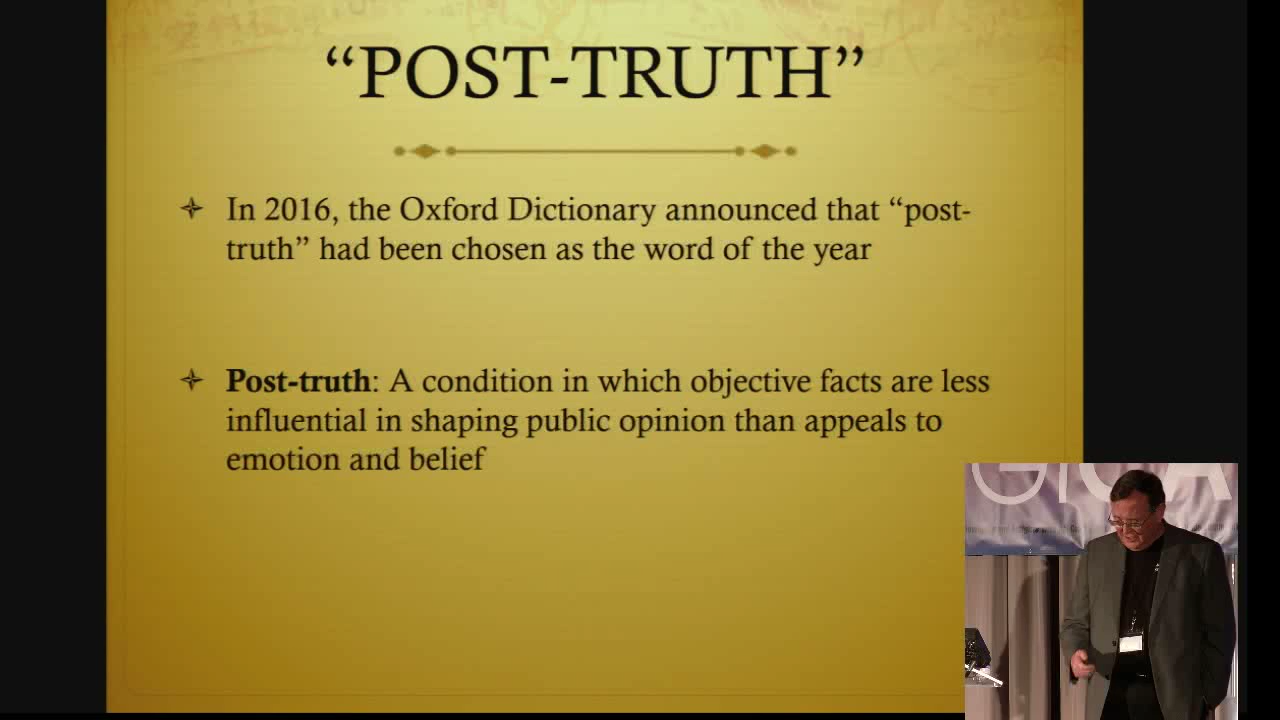 “POST-TRUTH”
In 2016, the Oxford Dictionary announced that “post-
truth” had been chosen as the word of the year
Post-truth: A condition in which objective facts are less
influential in shaping public opinion than appeals to
emotion and belief